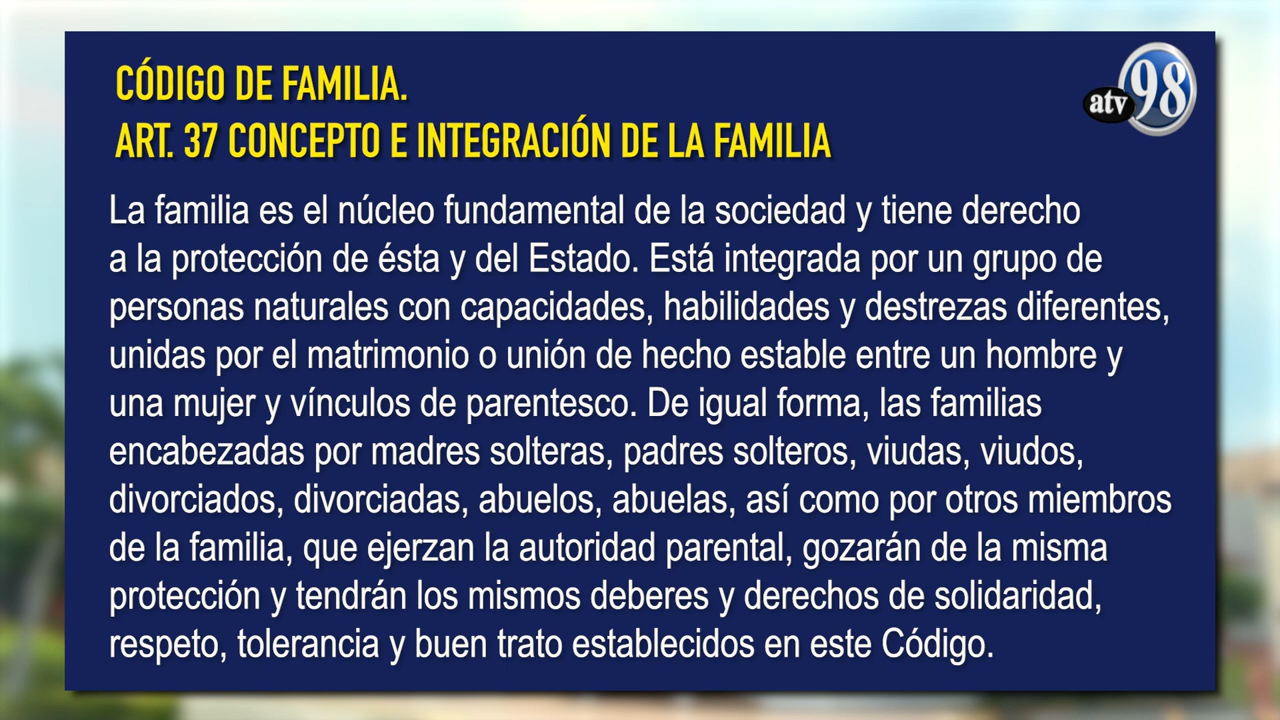 CÓDIGO DE FAMILIA.
ART. 37 CONCEPTO E INTEGRACIÓN DE LA FAMILIA
atv 98
La familia es el núcleo fundamental de la sociedad y tiene derecho
a la protección de ésta y del Estado. Está integrada por un grupo de
personas naturales con capacidades, habilidades y destrezas diferentes,
unidas por el matrimonio o unión de hecho estable entre un hombre y
una mujer y vínculos de parentesco. De igual forma, las familias
encabezadas por madres solteras, padres solteros, viudas, viudos,
divorciados, divorciadas, abuelos, abuelas, así como por otros miembros
de la familia, que ejerzan la autoridad parental, gozarán de la misma
protección y tendrán los mismos deberes y derechos de solidaridad,
respeto, tolerancia y buen trato establecidos en este Código.